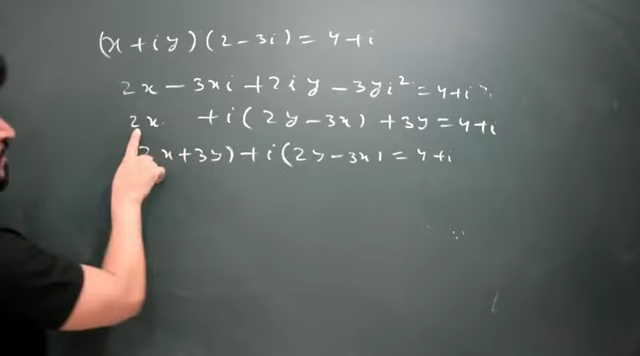 (x + iy)(2 - 3i) = 4 + i
2x - 3xi + 2iy - 3yi² = 4 + i
2x + i(2y - 3x) + 3y = 4 + i
2x + 3y) + i(2y - 3x) = 4 + i